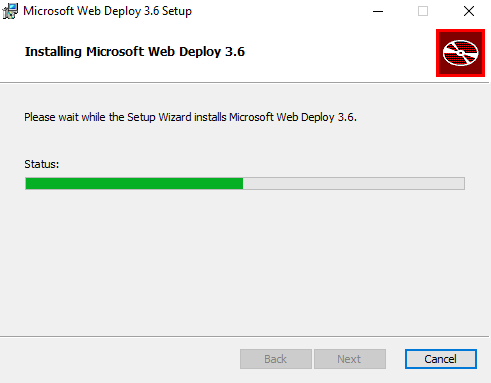 Microsoft Web Deploy 3.6 Setup
Installing Microsoft Web Deploy 3.6
Please wait while the Setup Wizard installs Microsoft Web Deploy 3.6.
Status:
Back Next Cancel